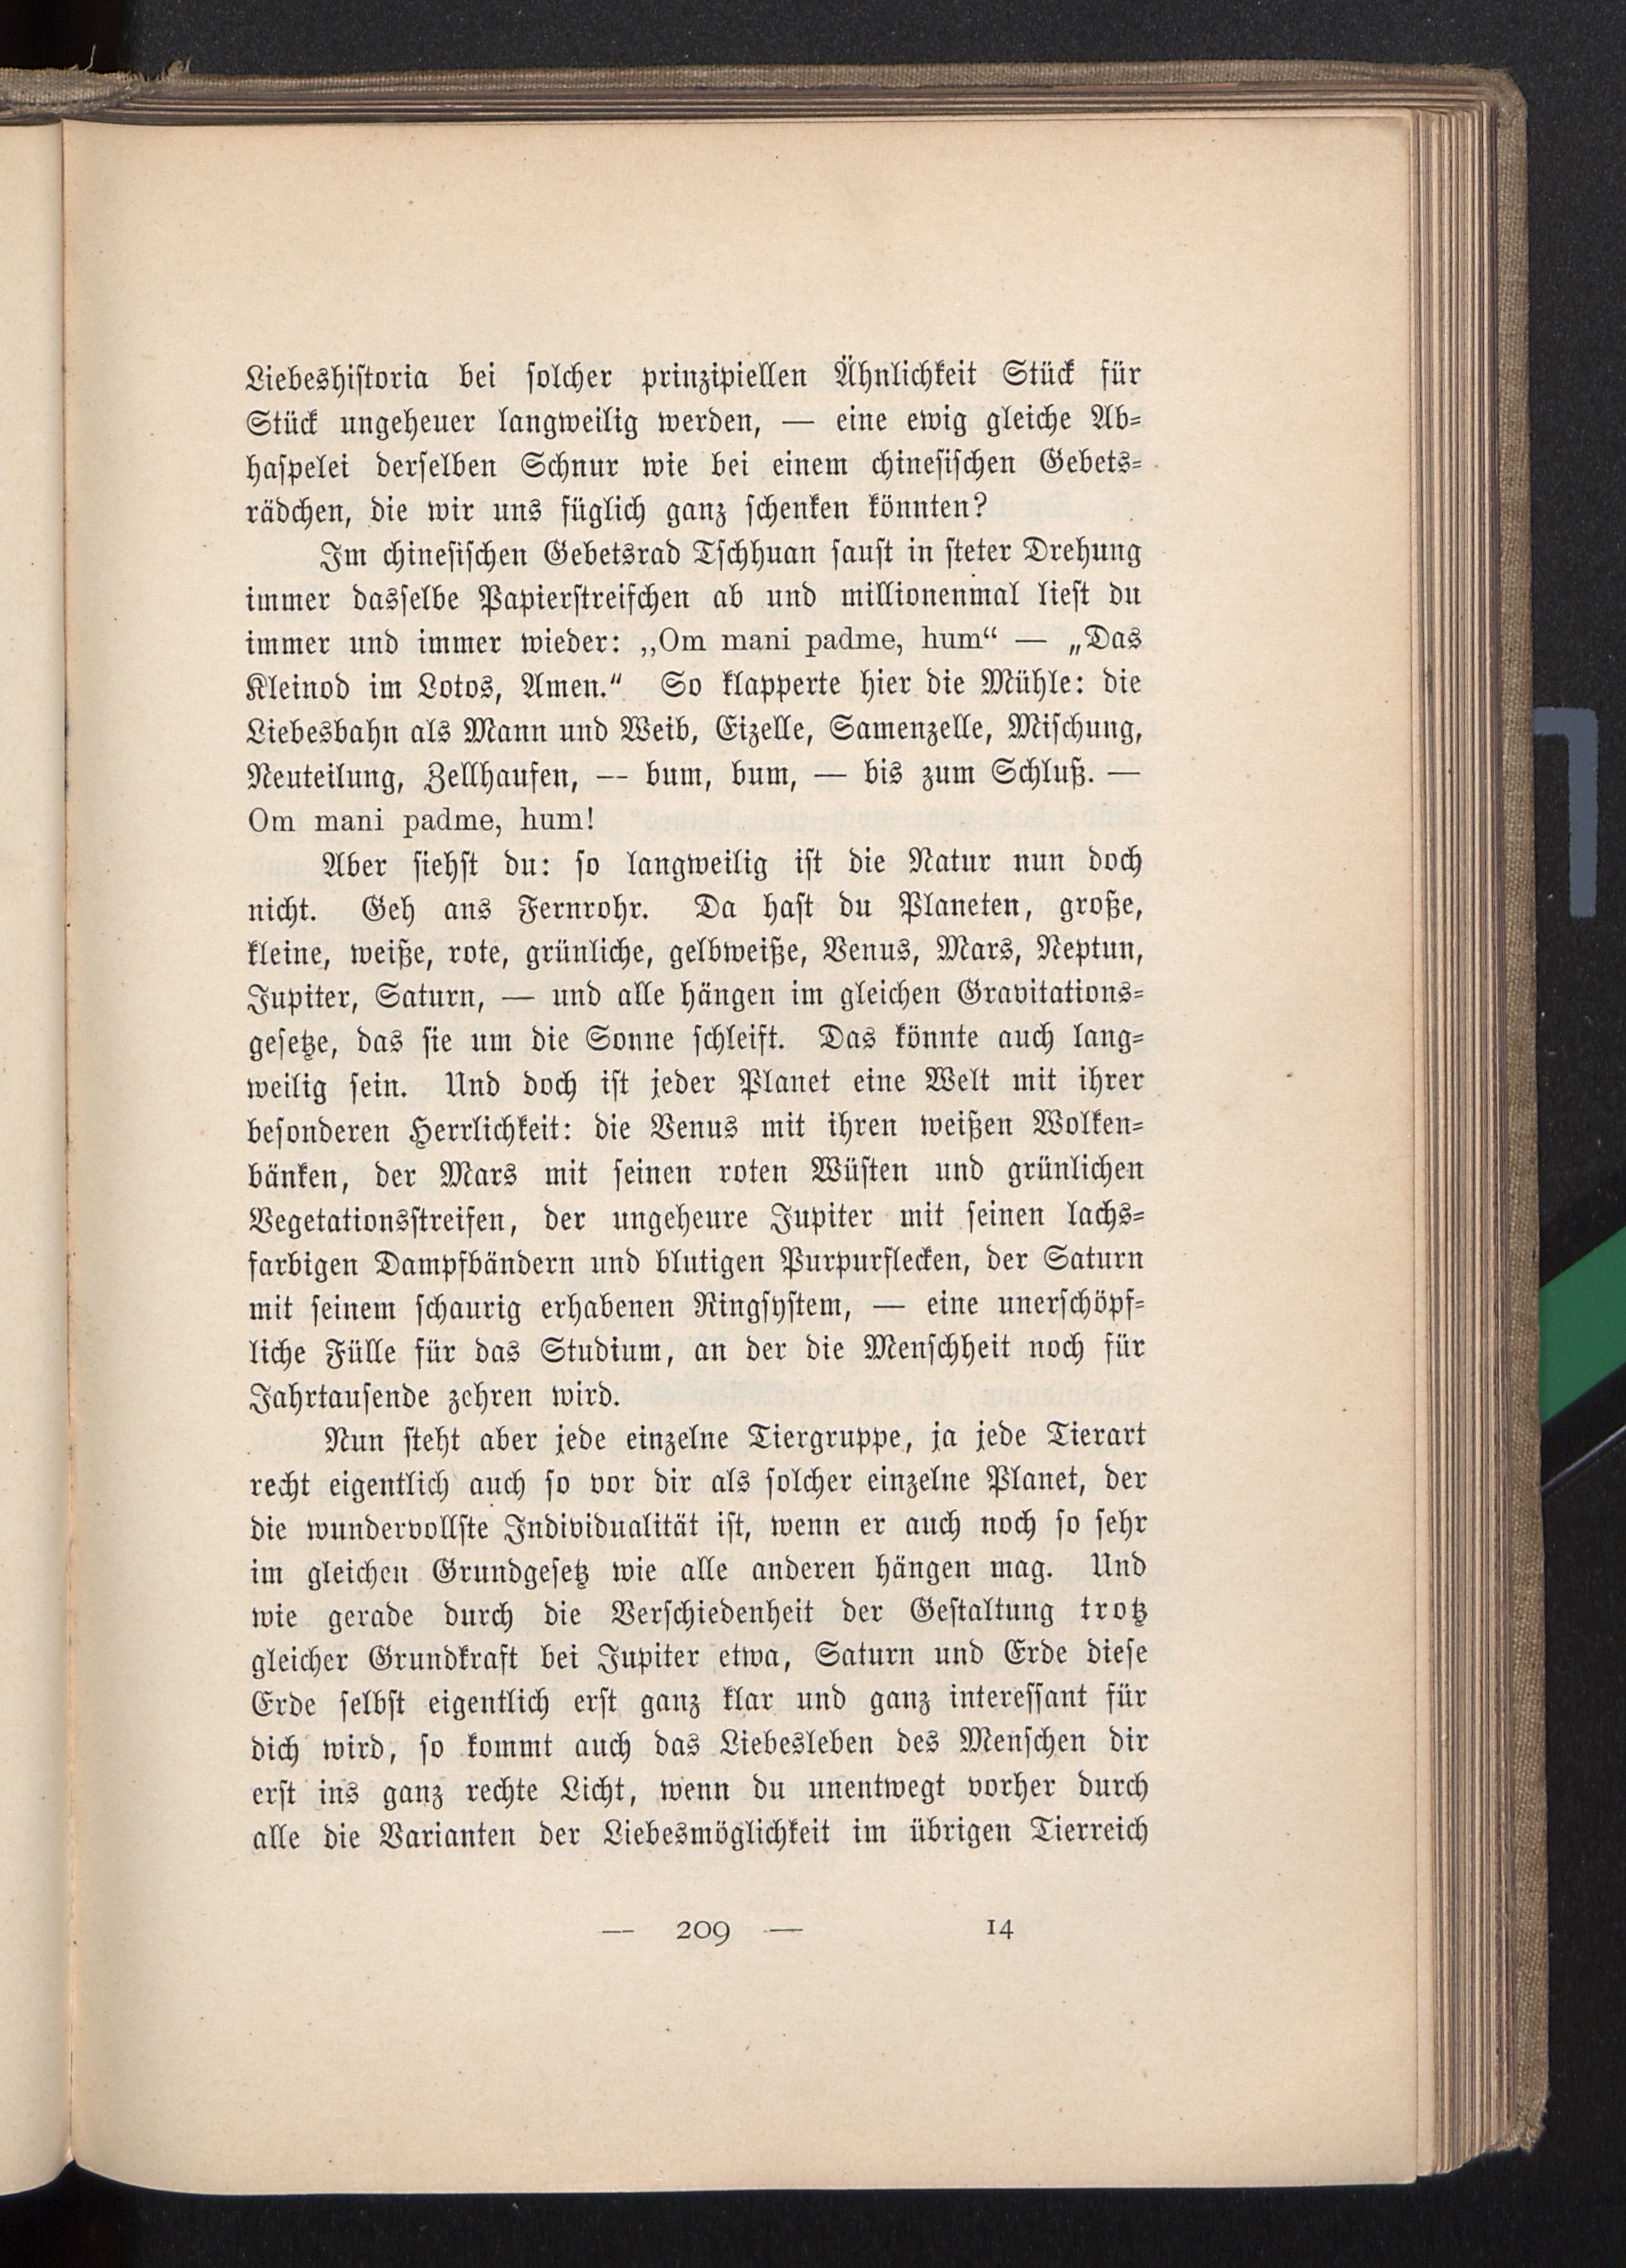 Liebeshistoria bei solcher prinzipiellen Ähnlichkeit Stück für
Stück ungeheuer langweilig werden, — eine ewig gleiche Ab-
haspelei derselben Schnur wie bei einem chinesischen Gebets-
rädchen, die wir uns füglich ganz schenken könnten?
Im chinesischen Gebetsrad Tschhuan saust in steter Drehung
immer dasselbe Papierstreifchen ab und millionenmal liest du
immer und immer wieder: „Om mani padme, hum“ — „Das
Kleinod im Lotos, Amen.“ So klapperte hier die Mühle: die
Liebesbahn als Mann und Weib, Eizelle, Samenzelle, Mischung,
Neuteilung, Zellhaufen, — bum, bum, — bis zum Schluß. —
Om mani padme, hum!
Aber siehst du: so langweilig ist die Natur nun doch
nicht. Geh ans Fernrohr. Da hast du Planeten, große,
kleine, weiße, rote, grünliche, gelbweiße, Venus, Mars, Neptun,
Jupiter, Saturn, — und alle hängen im gleichen Gravitations-
gesetze, das sie um die Sonne schleift. Das könnte auch lang-
weilig sein. Und doch ist jeder Planet eine Welt mit ihrer
besonderen Herrlichkeit: die Venus mit ihren weißen Wolken-
bänken, der Mars mit seinen roten Wüsten und grünlichen
Vegetationsstreifen, der ungeheure Jupiter mit seinen lachs-
farbigen Dampfbändern und blutigen Purpurflecken, der Saturn
mit seinem schaurig erhabenen Ringsystem, — eine unerschöpf-
liche Fülle für das Studium, an der die Menschheit noch für
Jahrtausende zehren wird.
Nun steht aber jede einzelne Tiergruppe, ja jede Tierart
recht eigentlich auch so vor dir als solcher einzelne Planet, der
die wundervollste Individualität ist, wenn er auch noch so sehr
im gleichen Grundgesetz wie alle anderen hängen mag. Und
wie gerade durch die Verschiedenheit der Gestaltung trotz
gleicher Grundkraft bei Jupiter etwa, Saturn und Erde diese
Erde selbst eigentlich erst ganz klar und ganz interessant für
dich wird, so kommt auch das Liebesleben des Menschen dir
erst ins ganz rechte Licht, wenn du unentwegt vorher durch
alle die Varianten der Liebesmöglichkeit im übrigen Tierreich
— 209 — 14